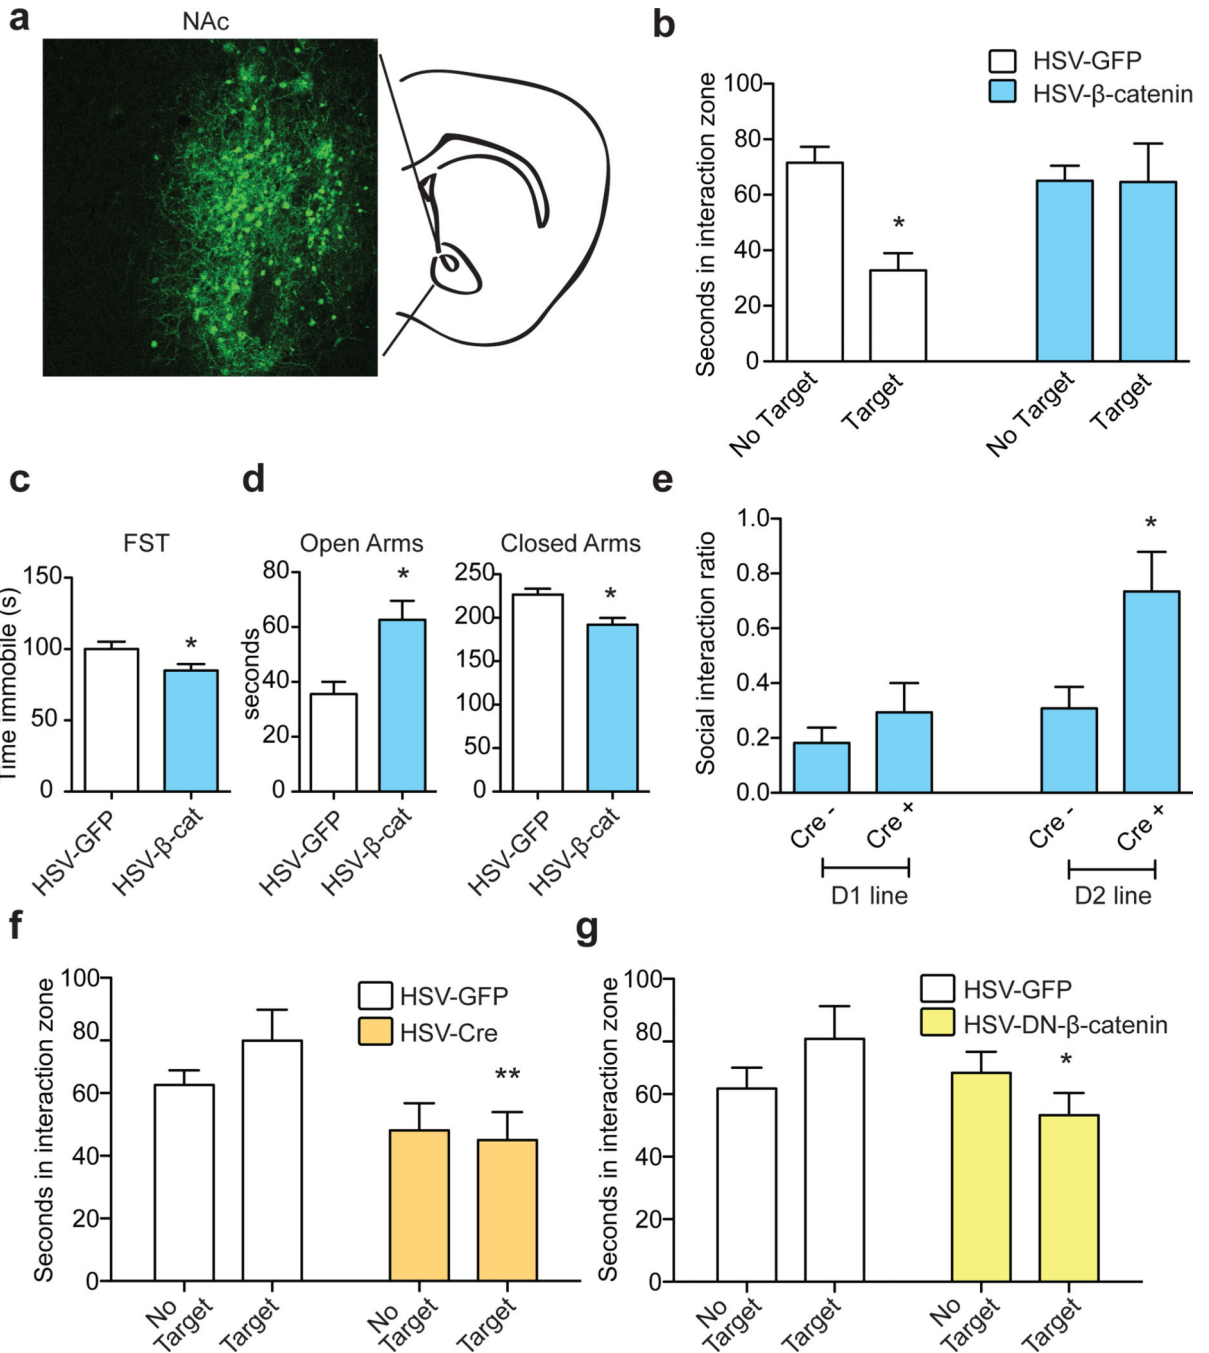 a
NAc
b
HSV-GFP
HSV-β-catenin
Seconds in interaction zone
100
80
60
40
20
0
*
No Target
Target
No Target
Target
c
FST
Time immobile (s)
150
100
50
0
*
HSV-GFP
HSV-β-cat
d
Open Arms
seconds
80
60
40
20
0
*
HSV-GFP
HSV-β-cat
Closed Arms
250
200
150
100
50
0
*
HSV-GFP
HSV-β-cat
e
Social interaction ratio
1.0
0.8
0.6
0.4
0.2
0.0
*
Cre -
Cre +
Cre -
Cre +
D1 line
D2 line
f
HSV-GFP
HSV-Cre
Seconds in interaction zone
100
80
60
40
20
0
**
No
Target
Target
No
Target
Target
g
HSV-GFP
HSV-DN-β-catenin
Seconds in interaction zone
100
80
60
40
20
0
*
No
Target
Target
No
Target
Target